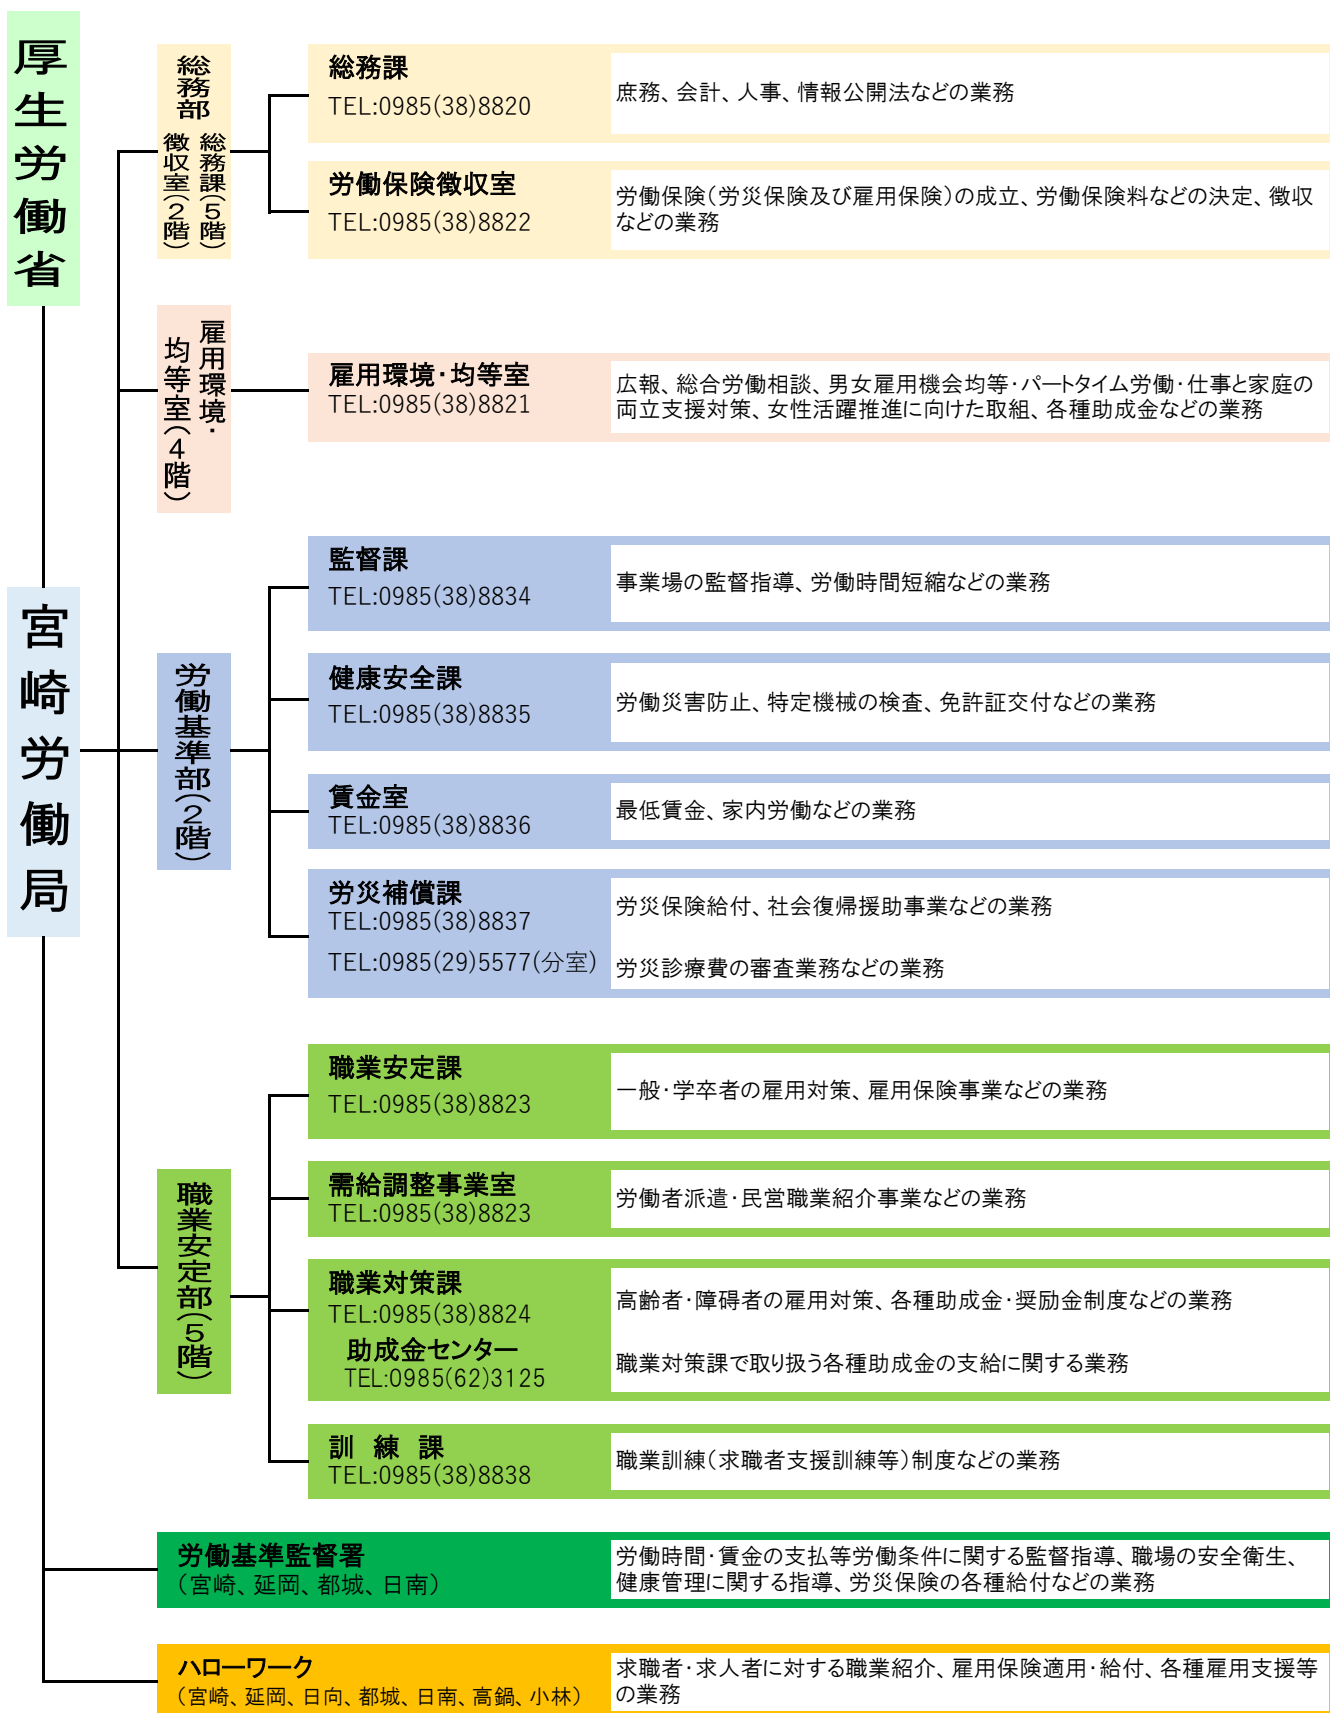 厚生労働省
宮崎労働局
総務部
総務課(5階)
徴収室(2階)
総務課
TEL:0985(38)8820
庶務、会計、人事、情報公開法などの業務
労働保険徴収室
TEL:0985(38)8822
労働保険(労災保険及び雇用保険)の成立、労働保険料などの決定、徴収
などの業務
雇用環境・
均等室(4階)
雇用環境・均等室
TEL:0985(38)8821
広報、総合労働相談、男女雇用機会均等・パートタイム労働・仕事と家庭の
両立支援対策、女性活躍推進に向けた取組、各種助成金などの業務
労働基準部(2階)
監督課
TEL:0985(38)8834
事業場の監督指導、労働時間短縮などの業務
健康安全課
TEL:0985(38)8835
労働災害防止、特定機械の検査、免許証交付などの業務
賃金室
TEL:0985(38)8836
最低賃金、家内労働などの業務
労災補償課
TEL:0985(38)8837
労災保険給付、社会復帰援助事業などの業務
TEL:0985(29)5577(分室)
労災診療費の審査業務などの業務
職業安定部(5階)
職業安定課
TEL:0985(38)8823
一般・学卒者の雇用対策、雇用保険事業などの業務
需給調整事業室
TEL:0985(38)8823
労働者派遣・民営職業紹介事業などの業務
職業対策課
TEL:0985(38)8824
高齢者・障碍者の雇用対策、各種助成金・奨励金制度などの業務
助成金センター
TEL:0985(62)3125
職業対策課で取り扱う各種助成金の支給に関する業務
訓 練 課
TEL:0985(38)8838
職業訓練(求職者支援訓練等)制度などの業務
労働基準監督署
(宮崎、延岡、都城、日南)
労働時間・賃金の支払等労働条件に関する監督指導、職場の安全衛生、
健康管理に関する指導、労災保険の各種給付などの業務
ハローワーク
(宮崎、延岡、日向、都城、日南、高鍋、小林)
求職者・求人者に対する職業紹介、雇用保険適用・給付、各種雇用支援等
の業務